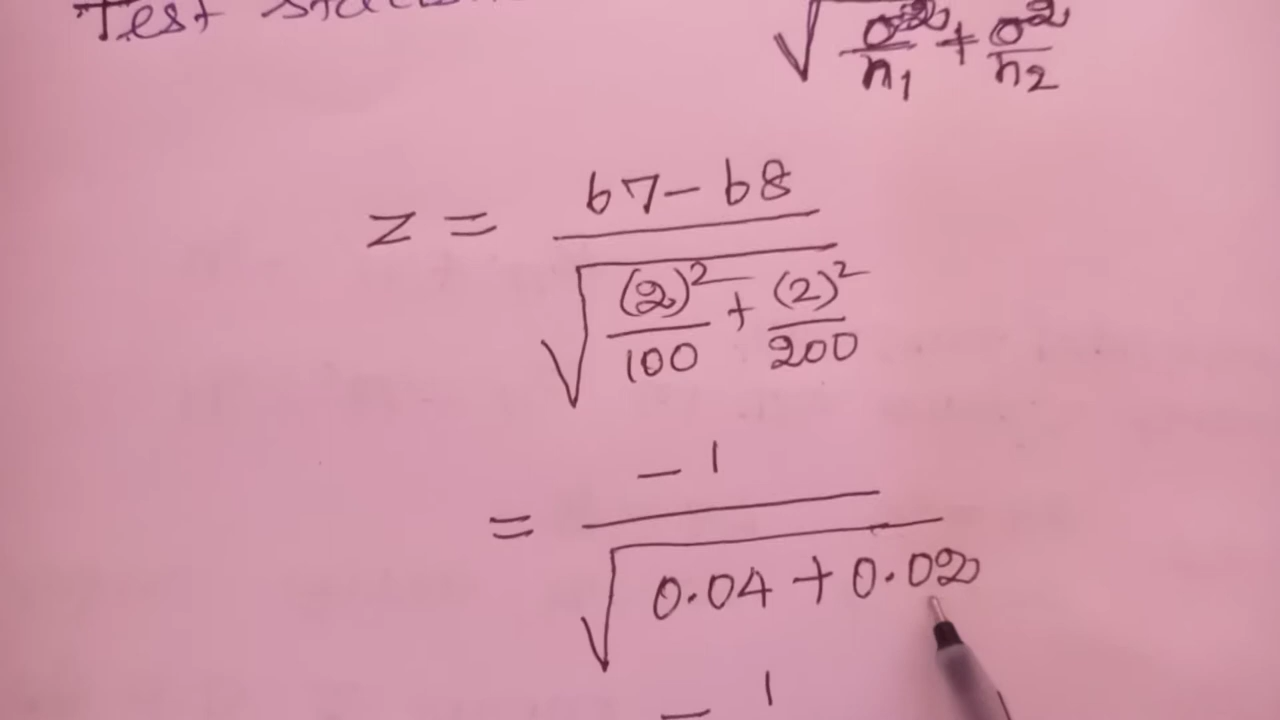 Test
√ σ²/n₁ + σ²/n₂
z = 67 - 68
√ (2)²/100 + (2)²/200
= -1
√ 0.04 + 0.02
- 1